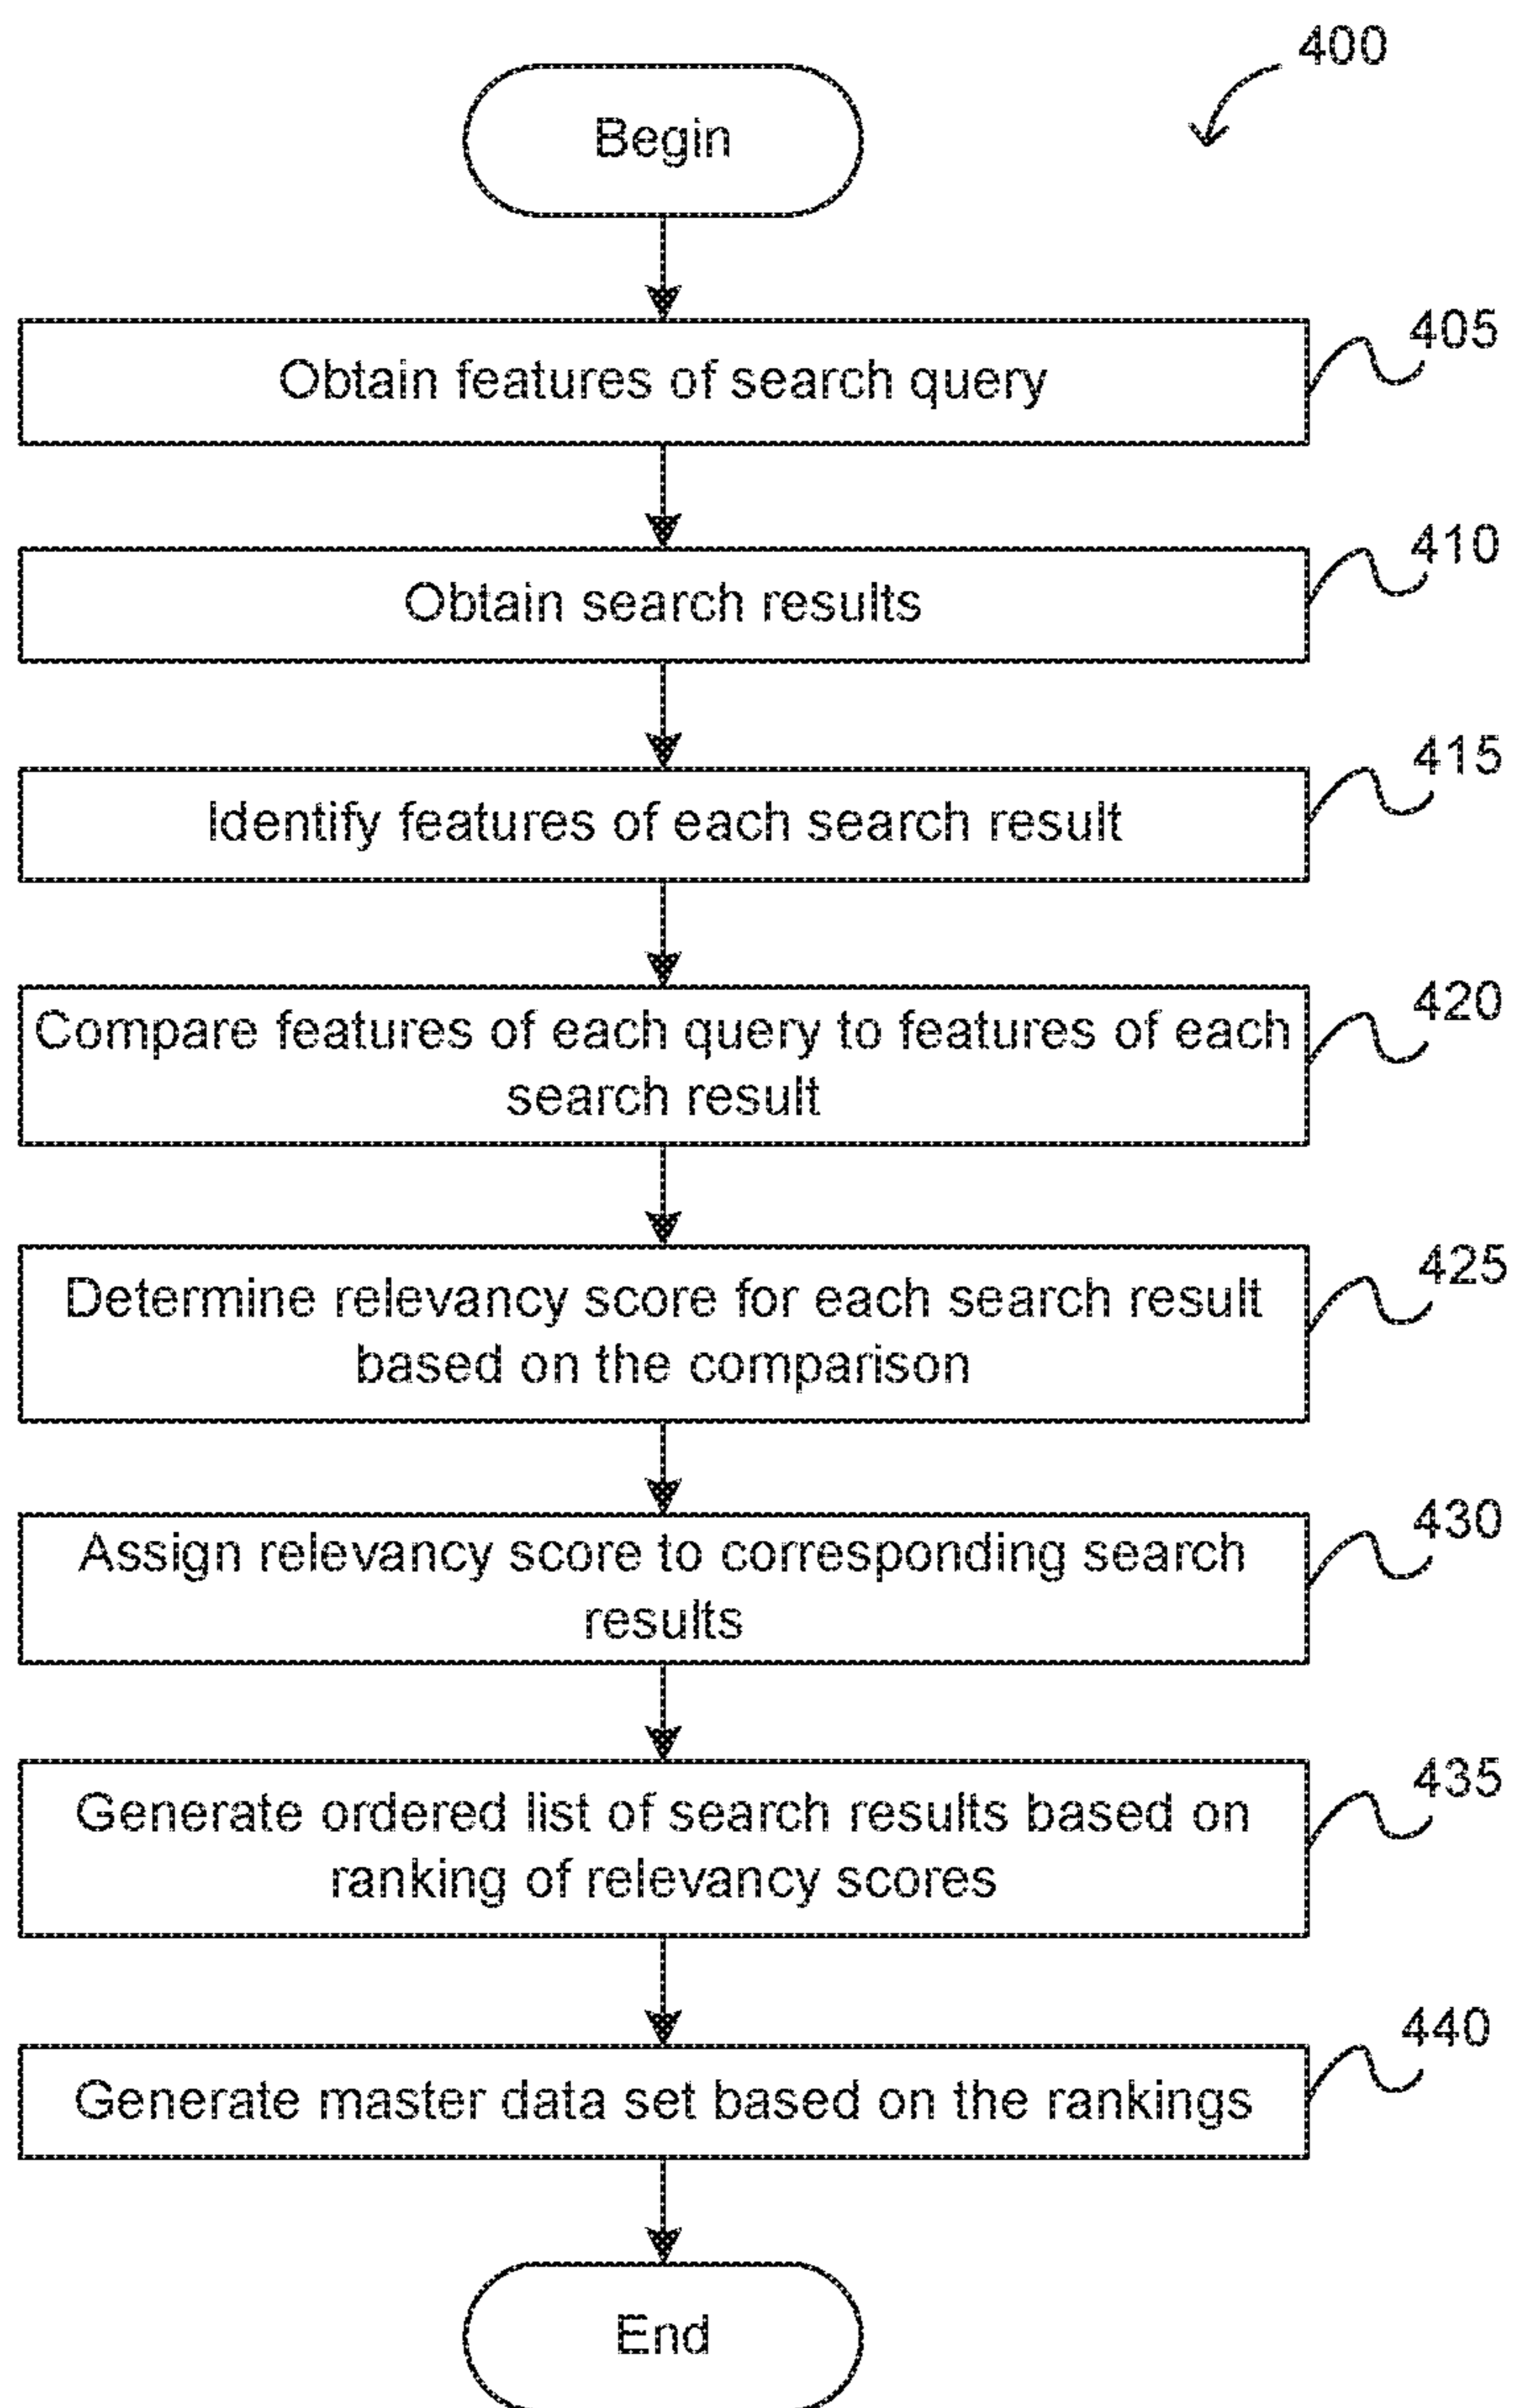 400
Begin
405
Obtain features of search query
410
Obtain search results
415
Identify features of each search result
420
Compare features of each query to features of each
search result
425
Determine relevancy score for each search result
based on the comparison
430
Assign relevancy score to corresponding search
results
435
Generate ordered list of search results based on
ranking of relevancy scores
440
Generate master data set based on the rankings
End